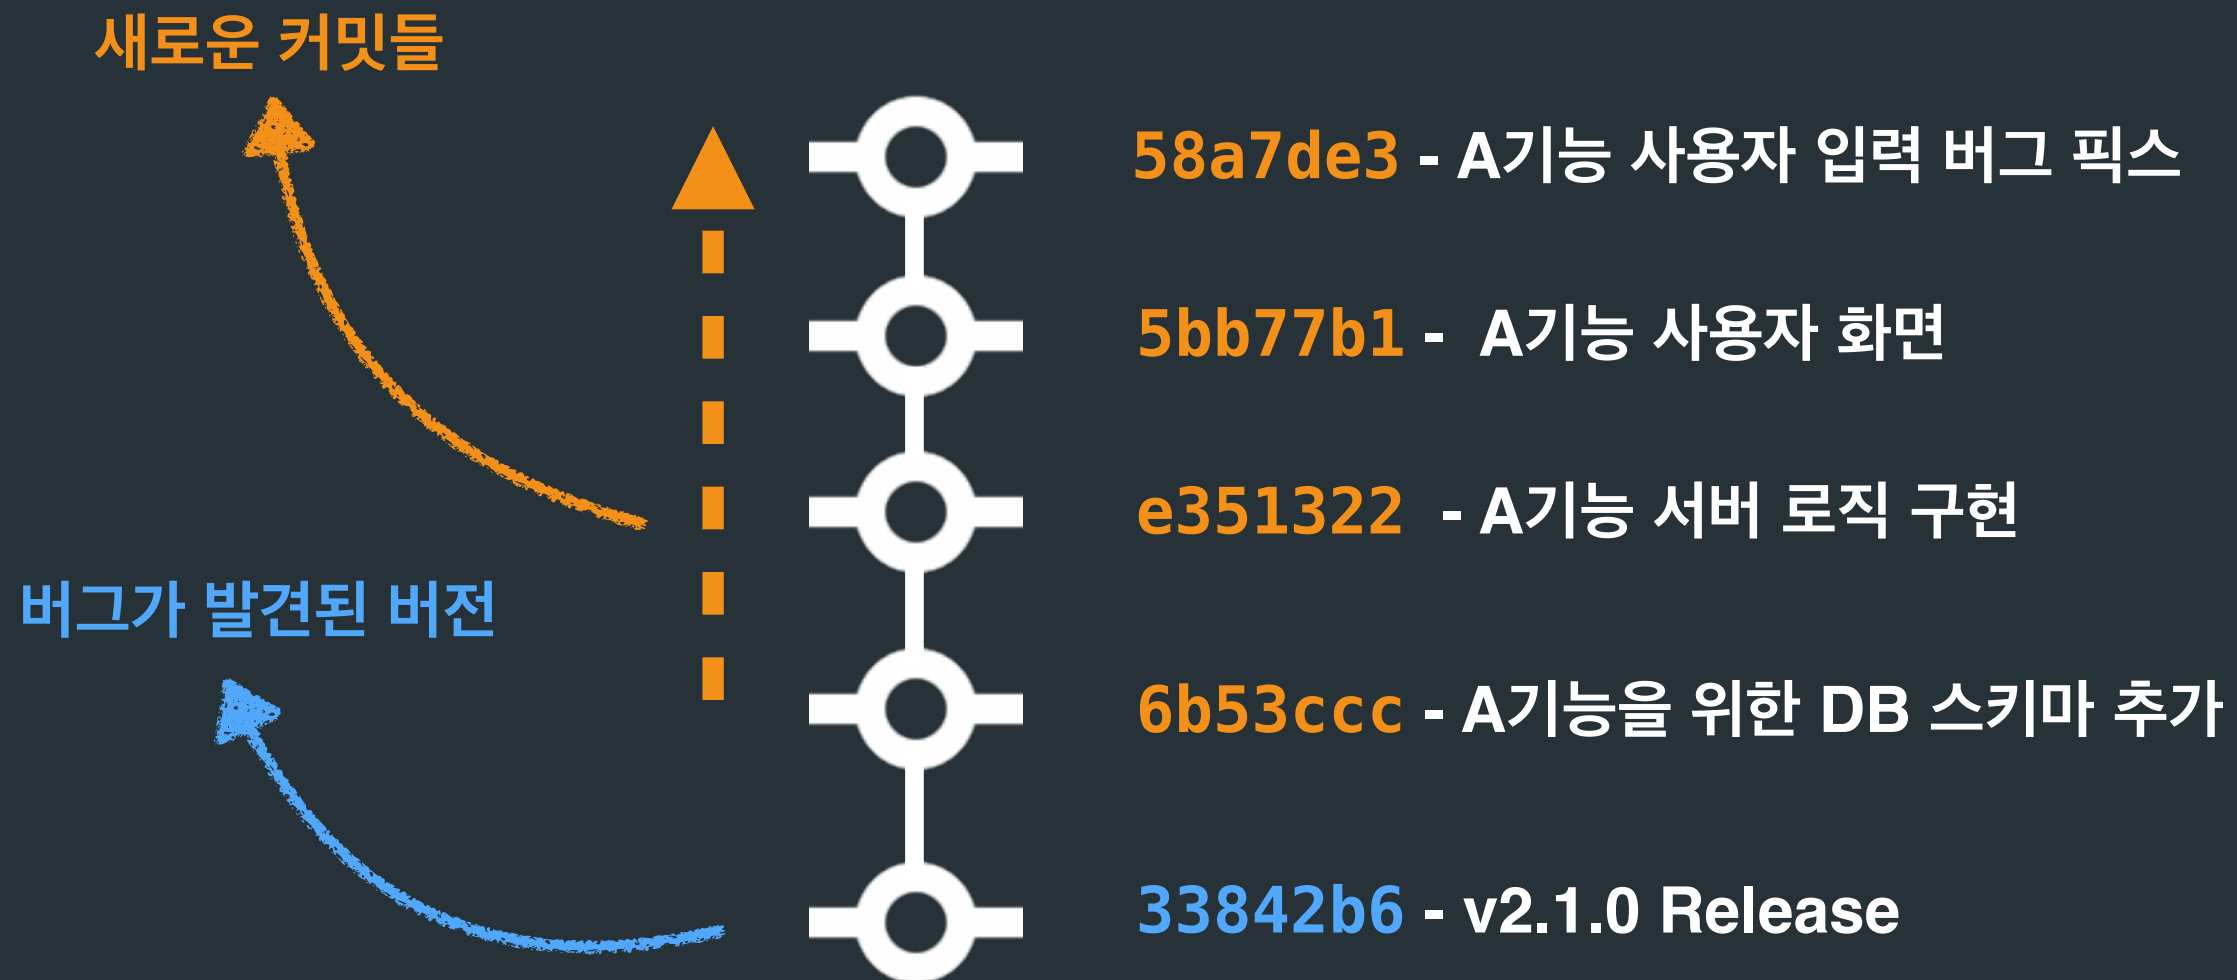 새로운 커밋들
58a7de3 - A기능 사용자 입력 버그 픽스
5bb77b1 - A기능 사용자 화면
e351322 - A기능 서버 로직 구현
버그가 발견된 버전
6b53ccc - A기능을 위한 DB 스키마 추가
33842b6 - v2.1.0 Release